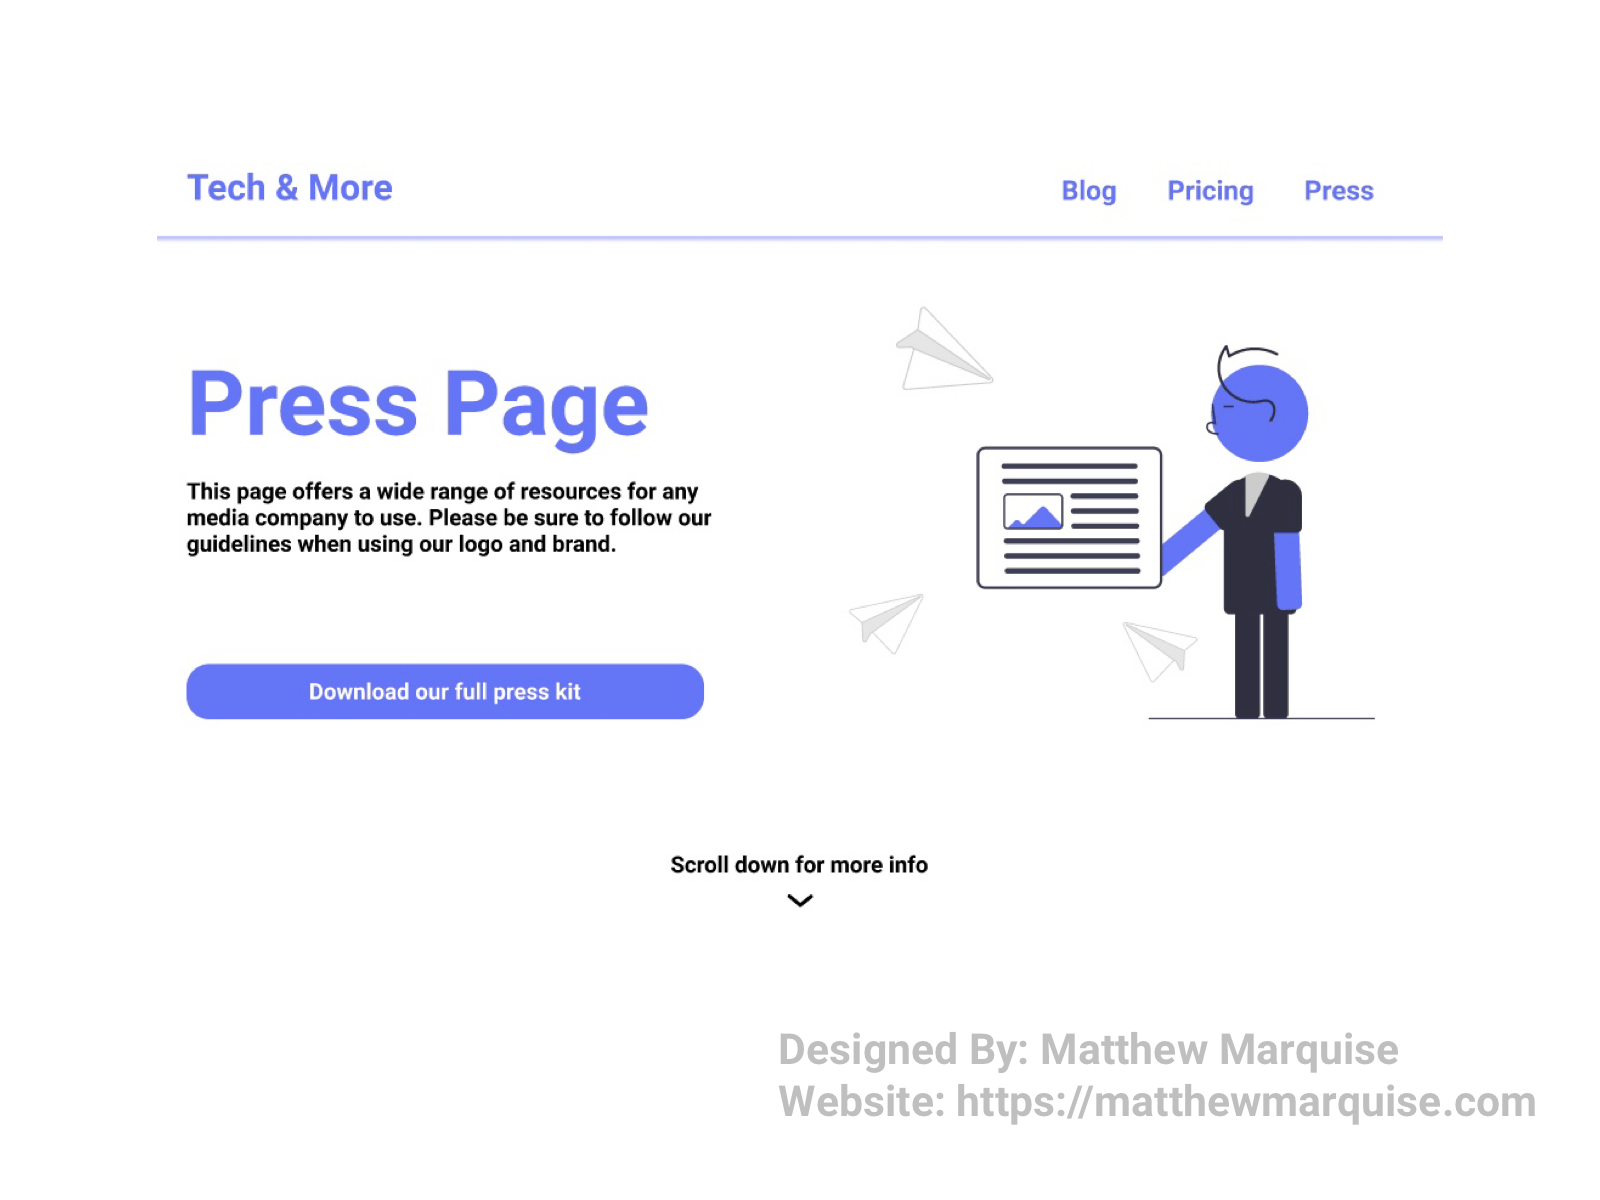 Tech & More
Blog Pricing Press
Press Page
This page offers a wide range of resources for any
media company to use. Please be sure to follow our
guidelines when using our logo and brand.
Download our full press kit
Scroll down for more info
Designed By: Matthew Marquise
Website: https://matthewmarquise.com